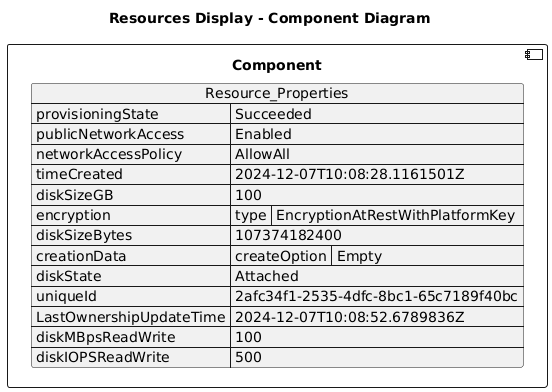 Resources Display - Component Diagram
Component
Resource_Properties
provisioningState Succeeded
publicNetworkAccess Enabled
networkAccessPolicy AllowAll
timeCreated 2024-12-07T10:08:28.1161501Z
diskSizeGB 100
encryption type EncryptionAtRestWithPlatformKey
diskSizeBytes 107374182400
creationData createOption Empty
diskState Attached
uniqueId 2afc34f1-2535-4dfc-8bc1-65c7189f40bc
LastOwnershipUpdateTime 2024-12-07T10:08:52.6789836Z
diskMBpsReadWrite 100
diskIOPSReadWrite 500